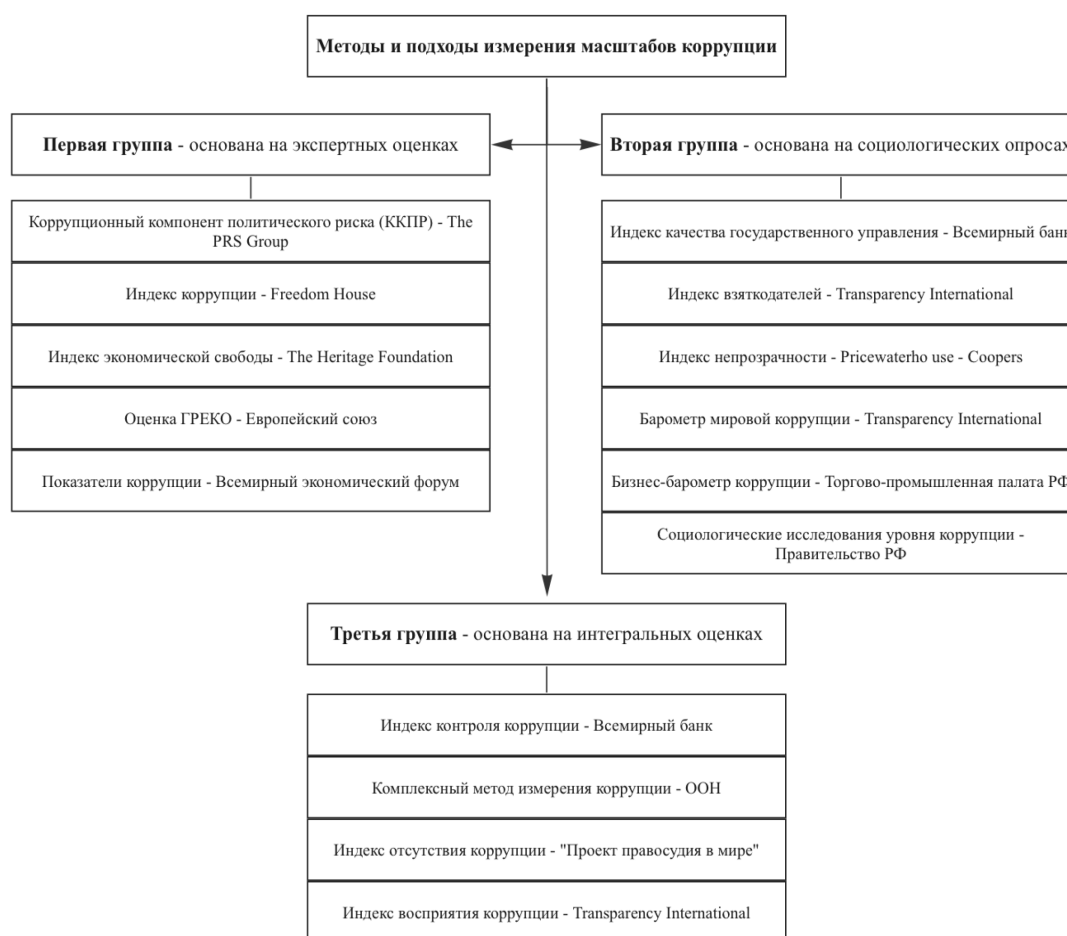 Методы и подходы измерения масштабов коррупции
Первая группа - основана на экспертных оценках
Коррупционный компонент политического риска (ККПР) - The
PRS Group
Индекс коррупции - Freedom House
Индекс экономической свободы - The Heritage Foundation
Оценка ГРЕКО - Европейский союз
Показатели коррупции - Всемирный экономический форум
Вторая группа - основана на социологических опросах
Индекс качества государственного управления - Всемирный банк
Индекс взяткодателей - Transparency International
Индекс непрозрачности - Pricewaterho use - Coopers
Барометр мировой коррупции - Transparency International
Бизнес-барометр коррупции - Торгово-промышленная палата РФ
Социологические исследования уровня коррупции -
Правительство РФ
Третья группа - основана на интегральных оценках
Индекс контроля коррупции - Всемирный банк
Комплексный метод измерения коррупции - ООН
Индекс отсутствия коррупции - "Проект правосудия в мире"
Индекс восприятия коррупции - Transparency International